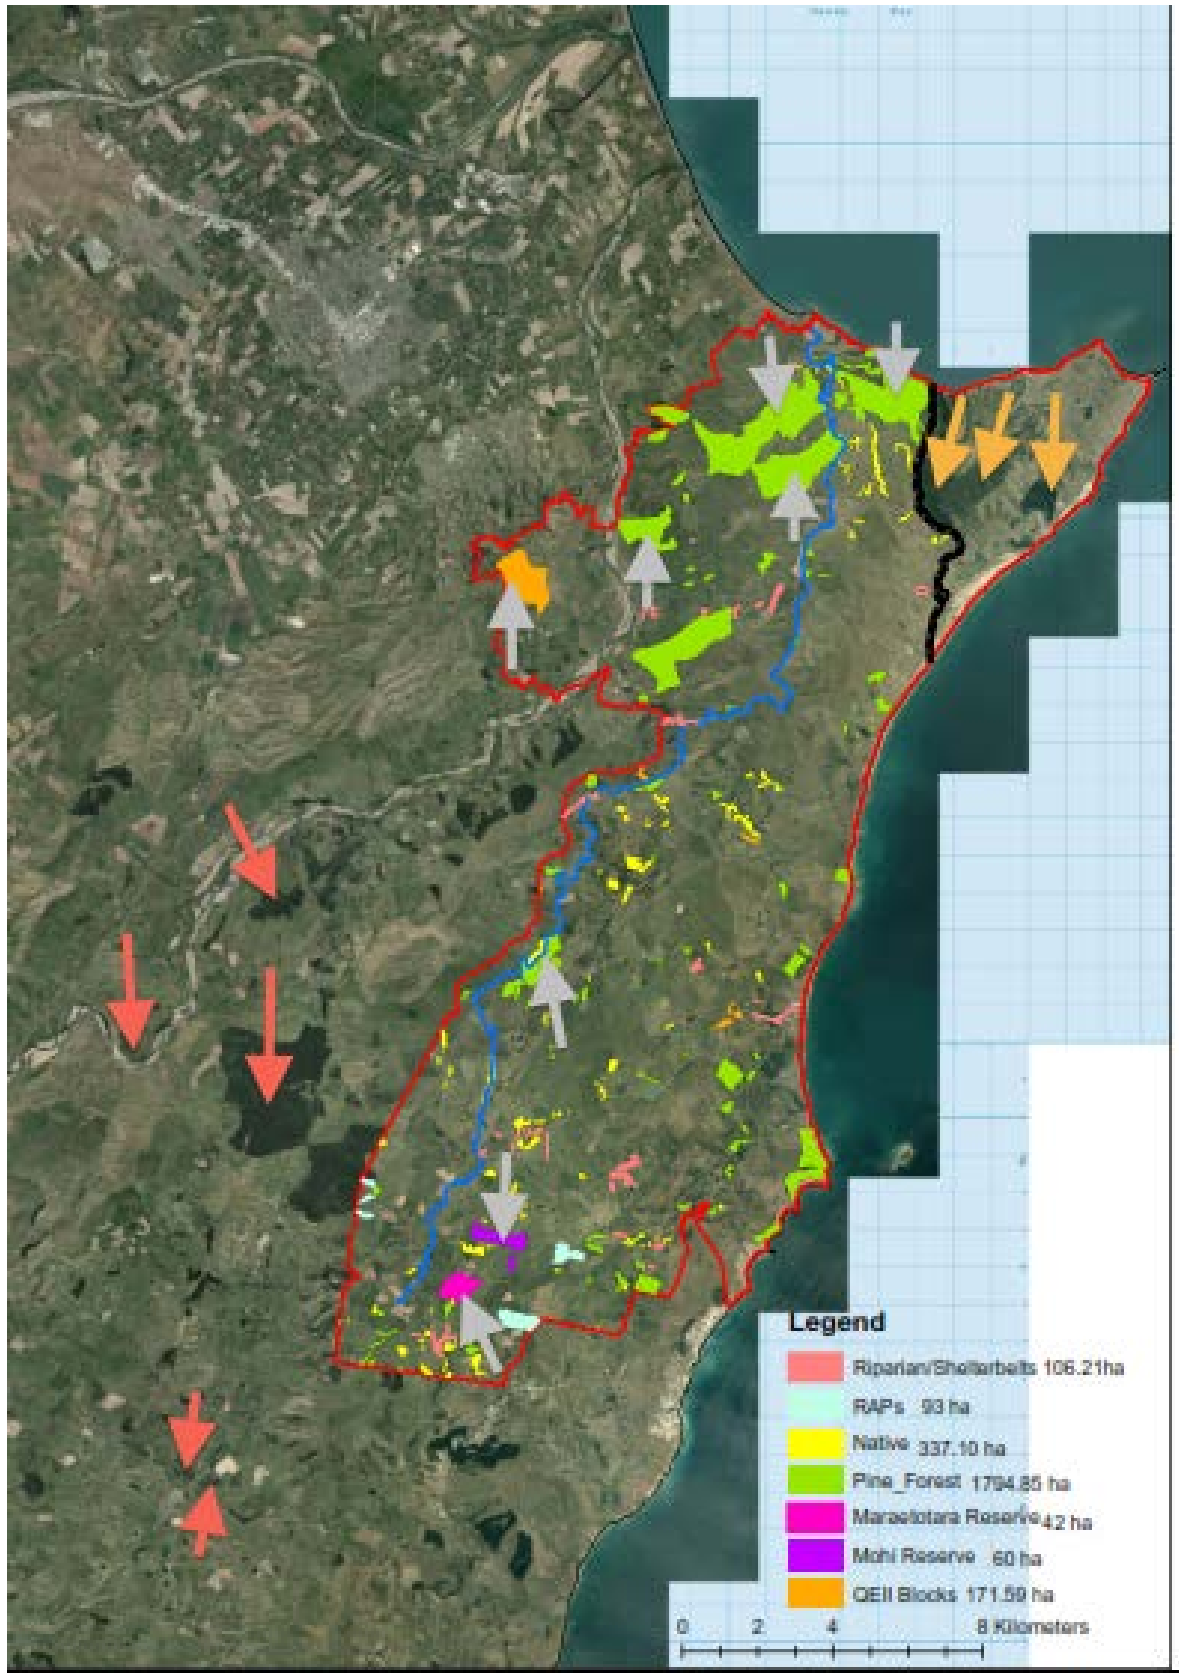 Legend
Riparian/Shelterbelts 106.21ha
RAPs 93 ha
Native 337.10 ha
Pine_Forest 1794.85 ha
Maraetotara Reserve 42 ha
Mohi Reserve 60 ha
QEII Blocks 171.59 ha
0 2 4 8 Kilometers